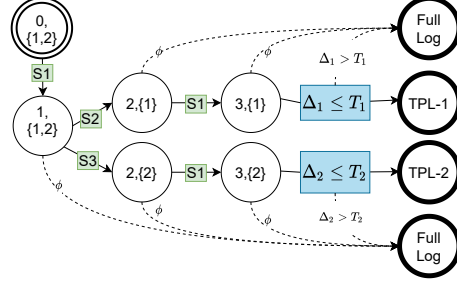 0,
{1,2}
Full
Log
ϕ
ϕ
Δ₁ > T₁
S1
1,
{1,2}
S2
2,{1}
S1
3,{1}
Δ₁ ≤ T₁
TPL-1
S3
2,{2}
S1
3,{2}
Δ₂ ≤ T₂
TPL-2
ϕ
ϕ
ϕ
Δ₂ > T₂
Full
Log